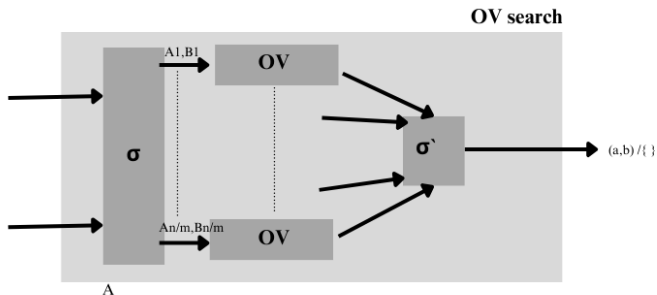 OV search
A1,B1
OV
σ
σ`
(a,b) /{ }
An/m,Bn/m
OV
A